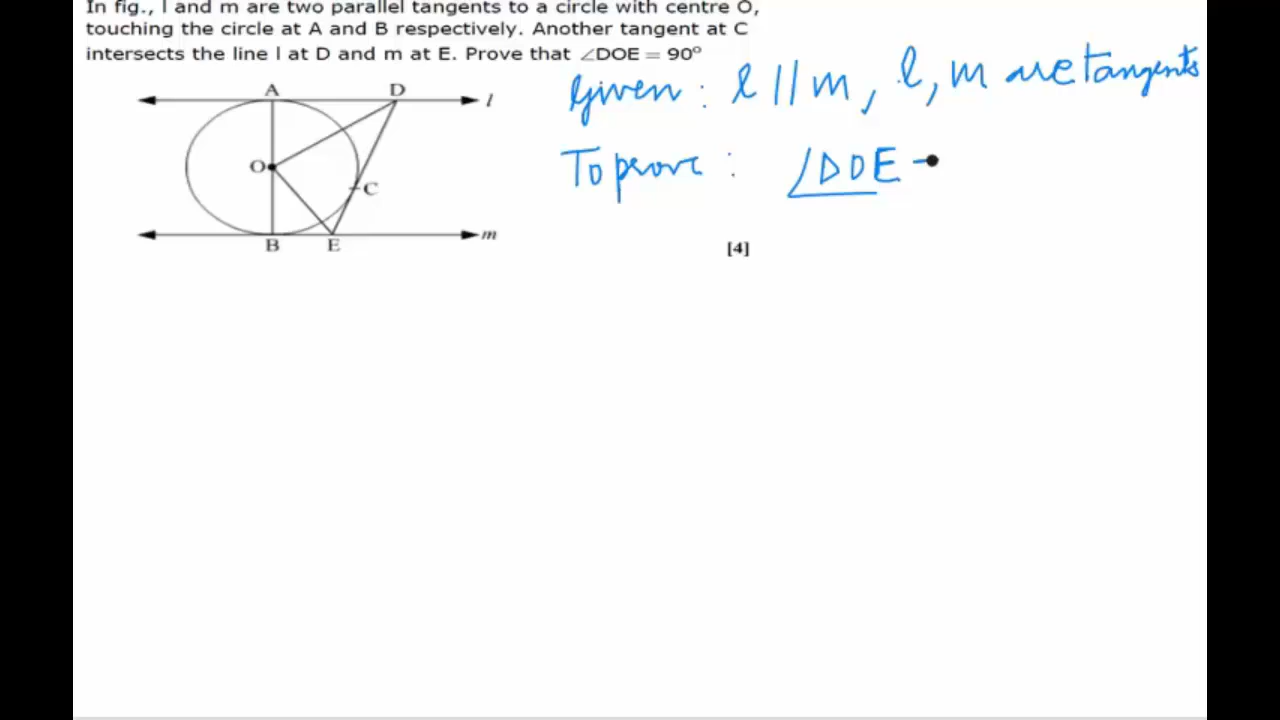 In fig., l and m are two parallel tangents to a circle with centre O,
touching the circle at A and B respectively. Another tangent at C
intersects the line l at D and m at E. Prove that ∠DOE = 90°
Given : l || m, l, m are tangents
To prove : ∠DOE
A
D
l
O
C
B
E
m
[4]